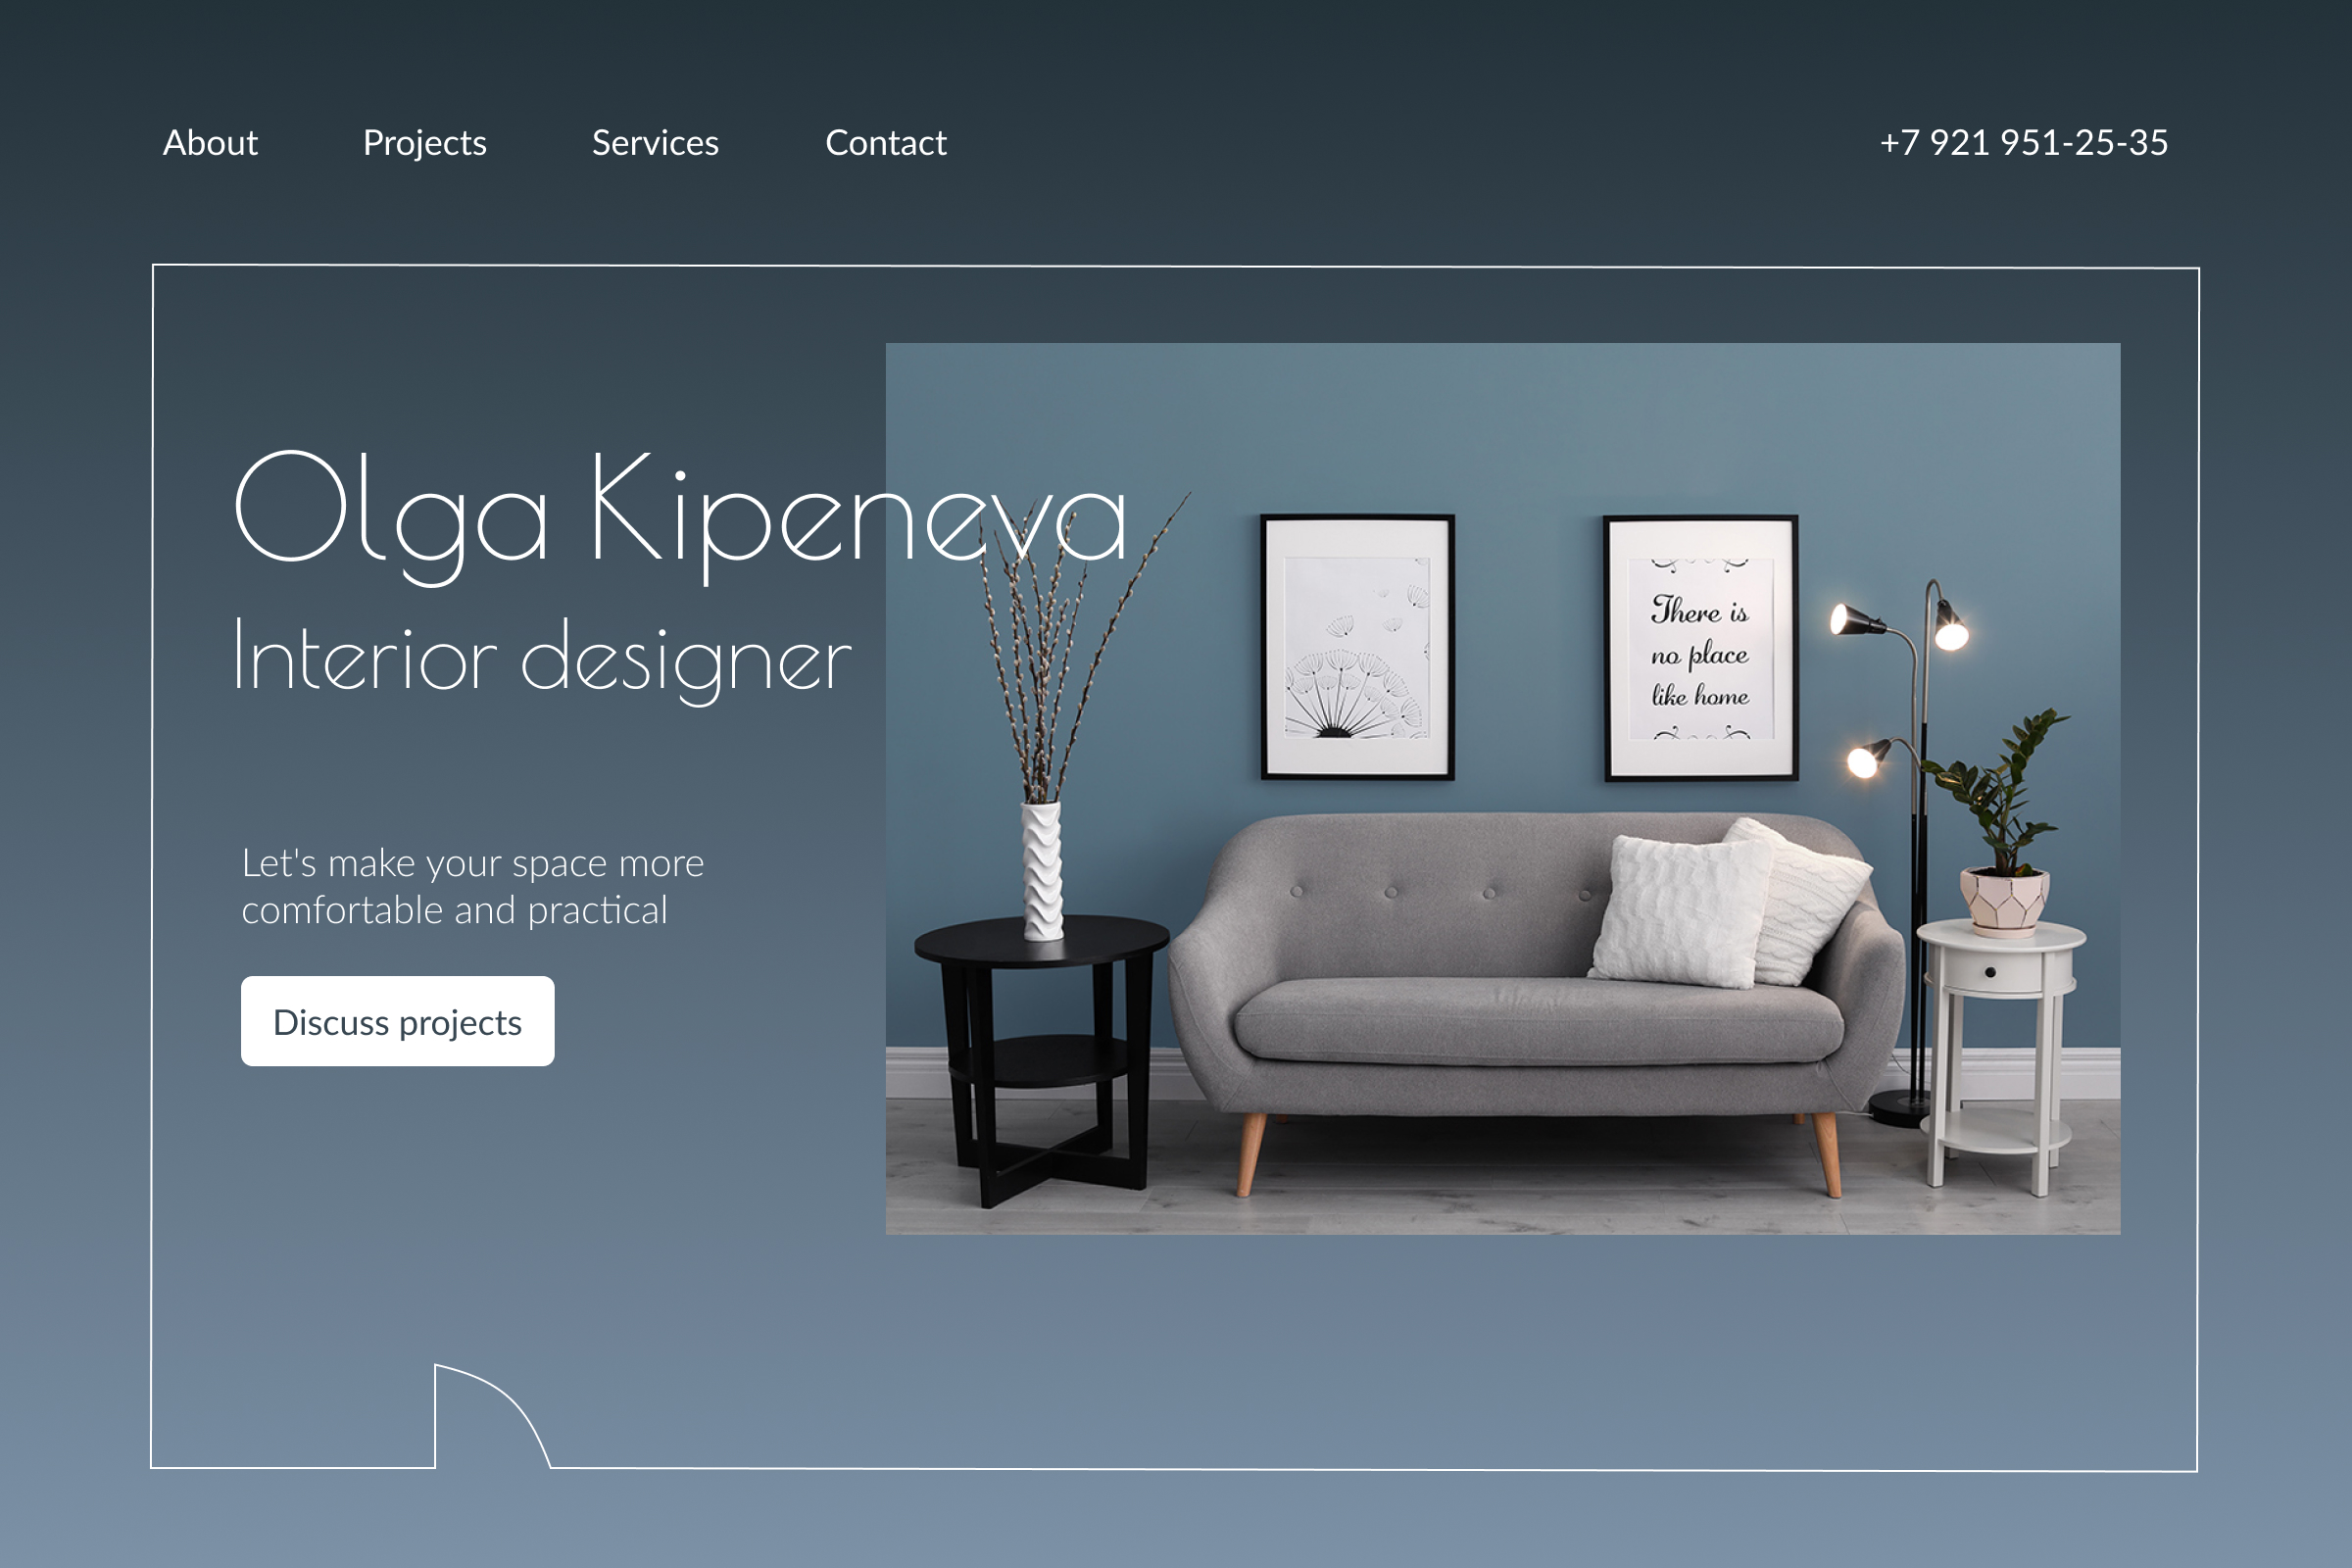 About Projects Services Contact +7 921 951-25-35
Olga Kipeneva
Interior designer
There is
no place
like home
Let's make your space more
comfortable and practical
Discuss projects